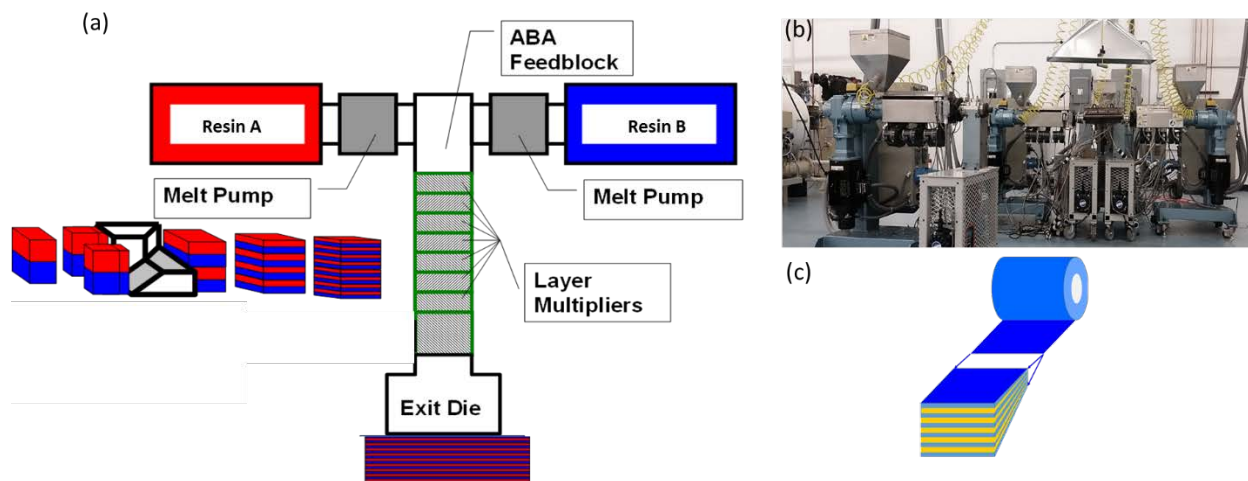 (a)
ABA
Feedblock
Resin A
Resin B
Melt Pump
Melt Pump
Layer
Multipliers
Exit Die
(b)
(c)